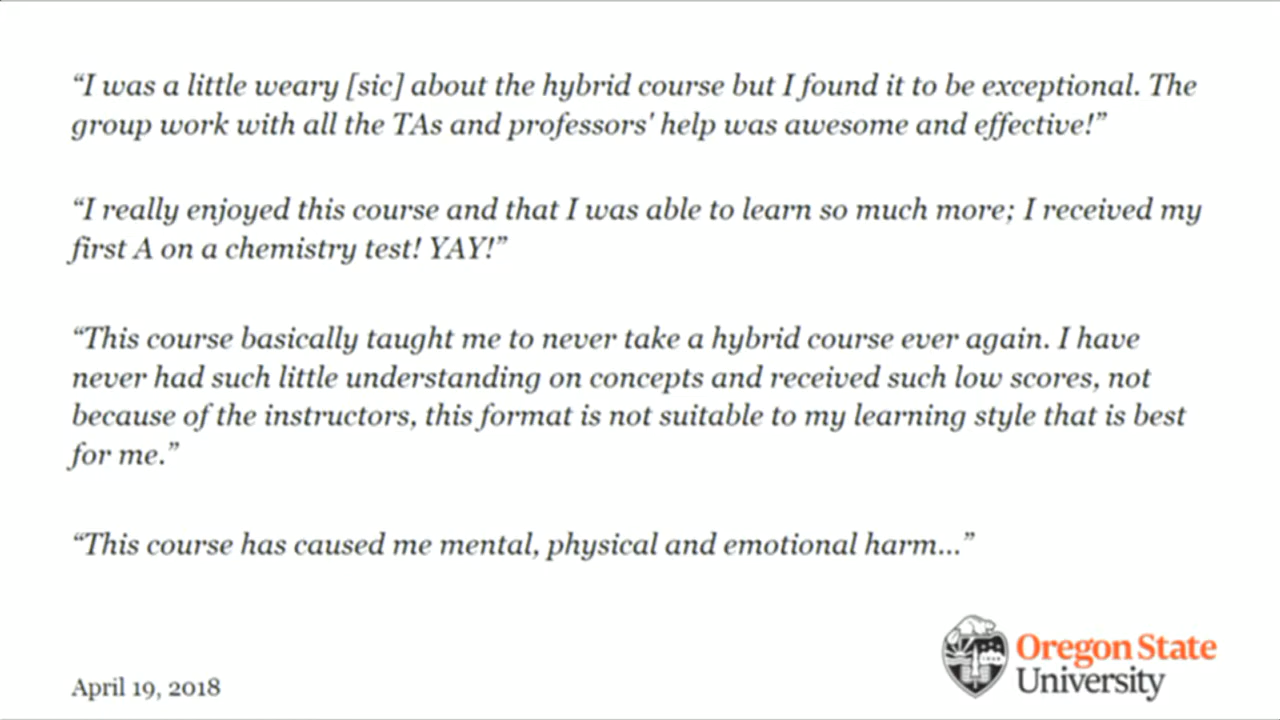 “I was a little weary [sic] about the hybrid course but I found it to be exceptional. The
group work with all the TAs and professors' help was awesome and effective!”
“I really enjoyed this course and that I was able to learn so much more; I received my
first A on a chemistry test! YAY!”
“This course basically taught me to never take a hybrid course ever again. I have
never had such little understanding on concepts and received such low scores, not
because of the instructors, this format is not suitable to my learning style that is best
for me.”
“This course has caused me mental, physical and emotional harm...”
April 19, 2018
Oregon State
University